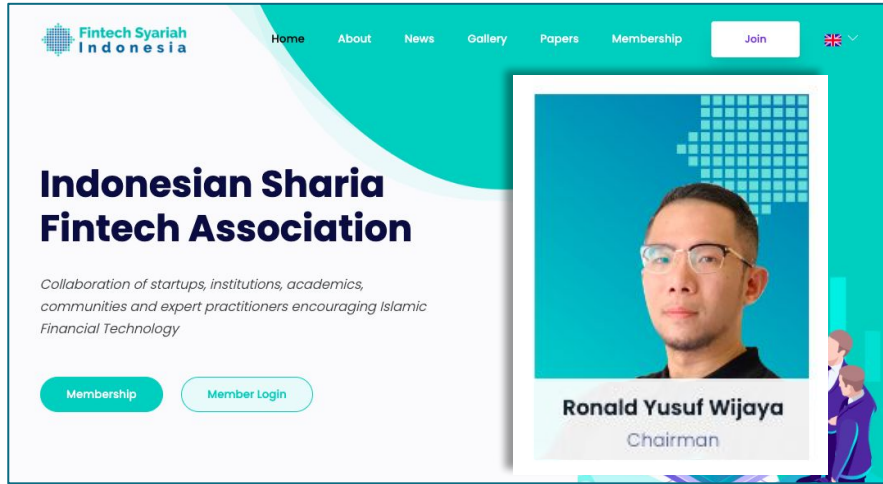 Fintech Syariah
Indonesia
Home About News Gallery Papers Membership Join
Indonesian Sharia
Fintech Association
Collaboration of startups, institutions, academics,
communities and expert practitioners encouraging Islamic
Financial Technology
Membership Member Login
Ronald Yusuf Wijaya
Chairman